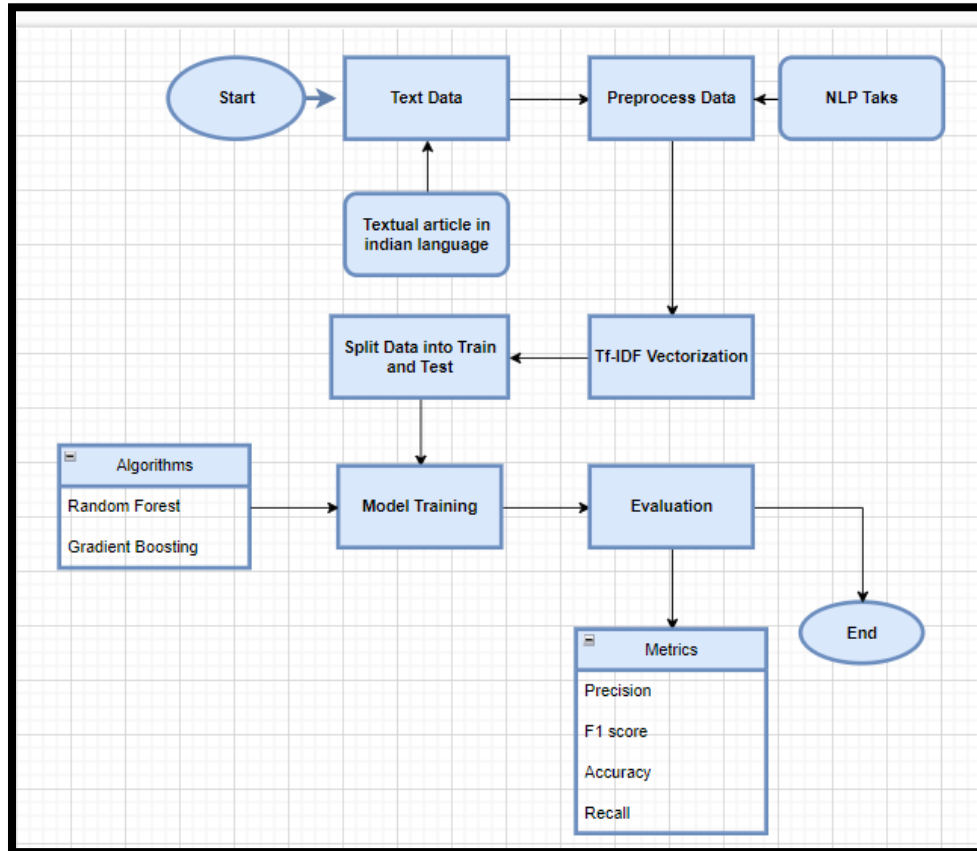 Start
Text Data
Preprocess Data
NLP Taks
Textual article in
indian language
Split Data into Train
and Test
Tf-IDF Vectorization
Algorithms
Random Forest
Gradient Boosting
Model Training
Evaluation
End
Metrics
Precision
F1 score
Accuracy
Recall